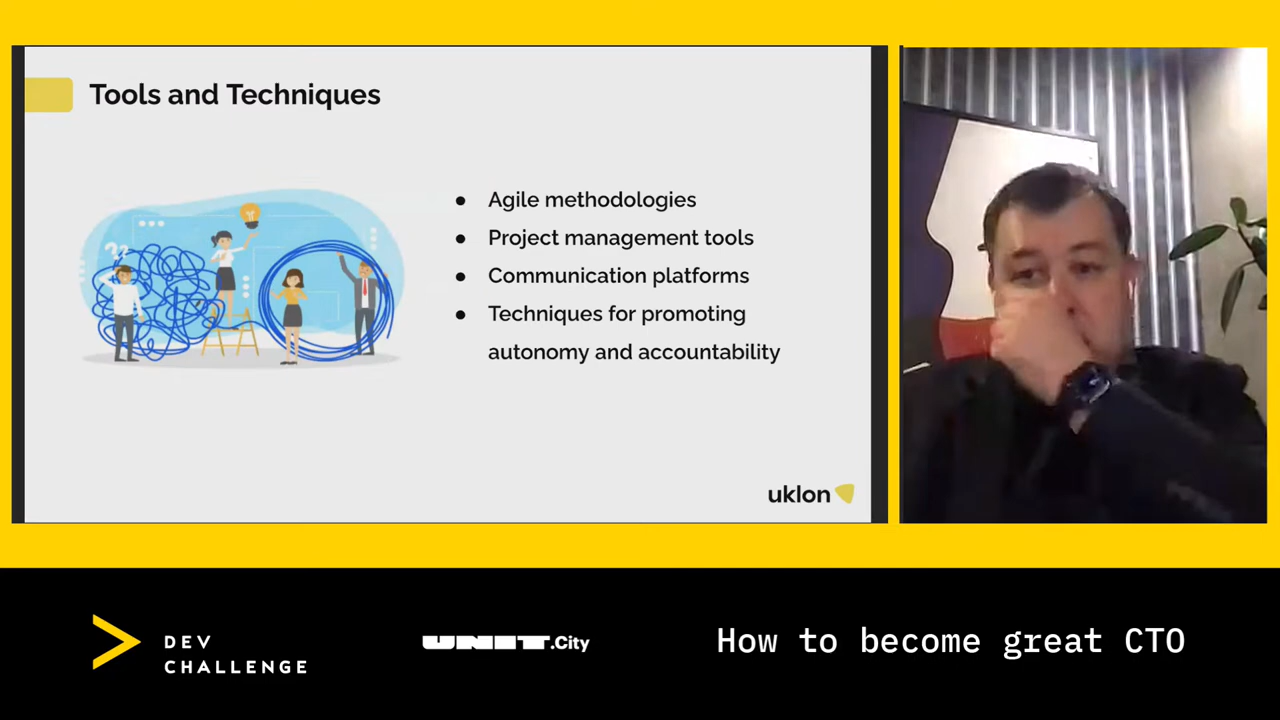 Tools and Techniques
● Agile methodologies
● Project management tools
● Communication platforms
● Techniques for promoting
autonomy and accountability
??
uklon
DEV
CHALLENGE
UNIT.City
How to become great CTO